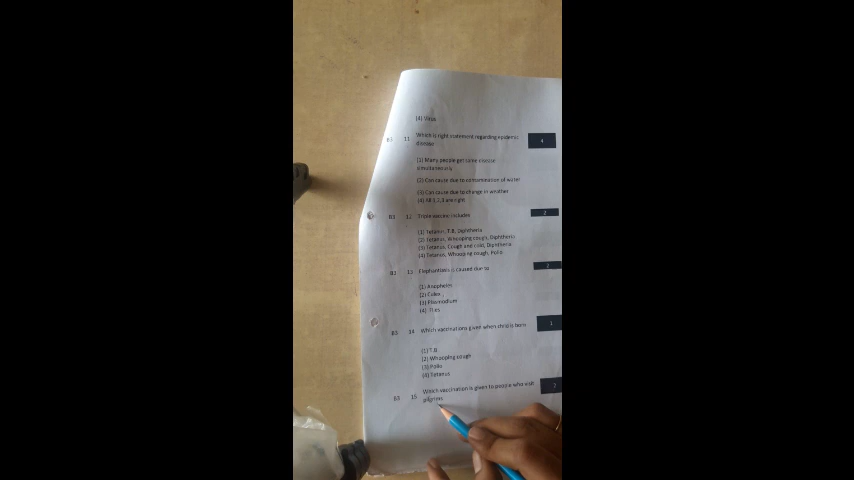 (4) Virus
B3 11 Which is right statement regarding epidemic 4
disease
(1) Many people get same disease
simultaneously
(2) Can cause due to contamination of water
(3) Can cause due to change in weather
(4) All 1,2,3 are right
B3 12 Triple vaccine includes 2
(1) Tetanus, T.B, Diphtheria
(2) Tetanus, Whooping cough, Diphtheria
(3) Tetanus, Cough and cold, Diphtheria
(4) Tetanus, Whooping cough, Polio
B3 13 Elephantiasis is caused due to 2
(1) Anopheles
(2) Culex
(3) Plasmodium
(4) Flies
B3 14 Which vaccinations given when child is born 1
(1) T.B
(2) Whooping cough
(3) Polio
(4) Tetanus
B3 15 Which vaccination is given to people who visit